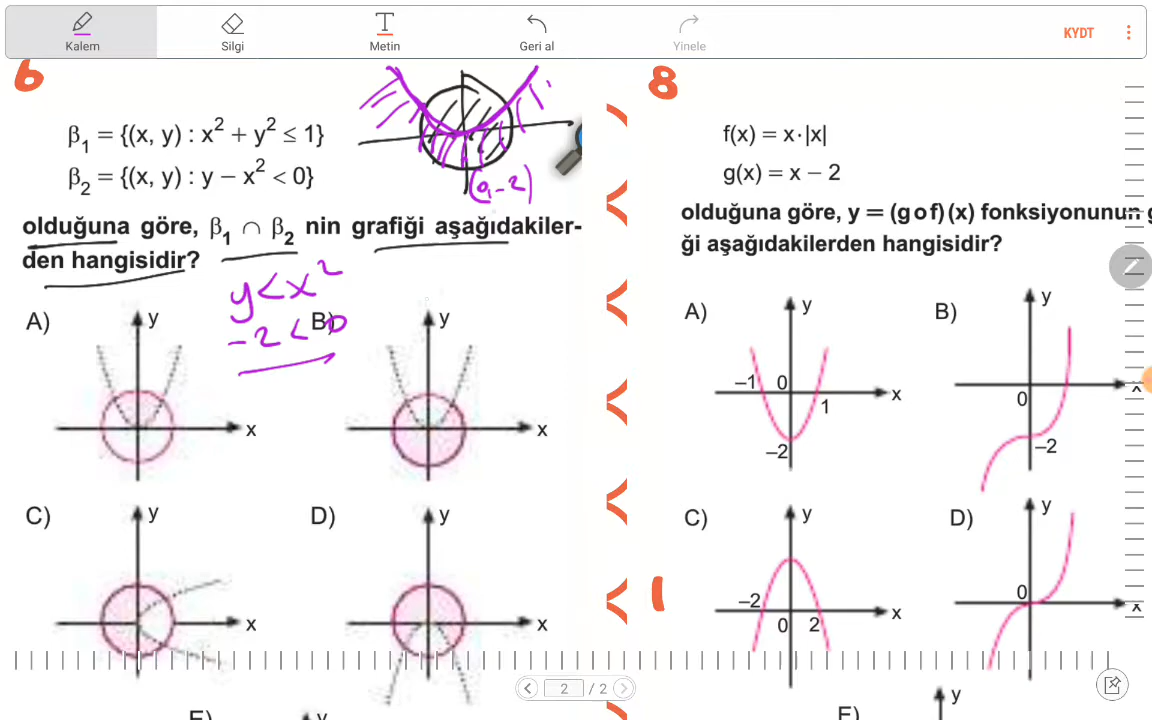 Kalem
Silgi
Metin
Geri al
Yinele
KYDT
6
β₁ = {(x, y) : x² + y² ≤ 1}
β₂ = {(x, y) : y − x² < 0}
(0,-2)
olduğuna göre, β₁ ∩ β₂ nin grafiği aşağıdakiler-
den hangisidir?
y < x²
-2 < 0
A)
y
x
B)
y
x
C)
y
x
D)
y
x
E)
y
8
f(x) = x·|x|
g(x) = x − 2
olduğuna göre, y = (gof)(x) fonksiyonunun g
ği aşağıdakilerden hangisidir?
A)
y
−1
0
1
x
−2
B)
y
0
x
−2
1
C)
y
−2
0
2
x
D)
y
0
x
E)
y
2 / 2